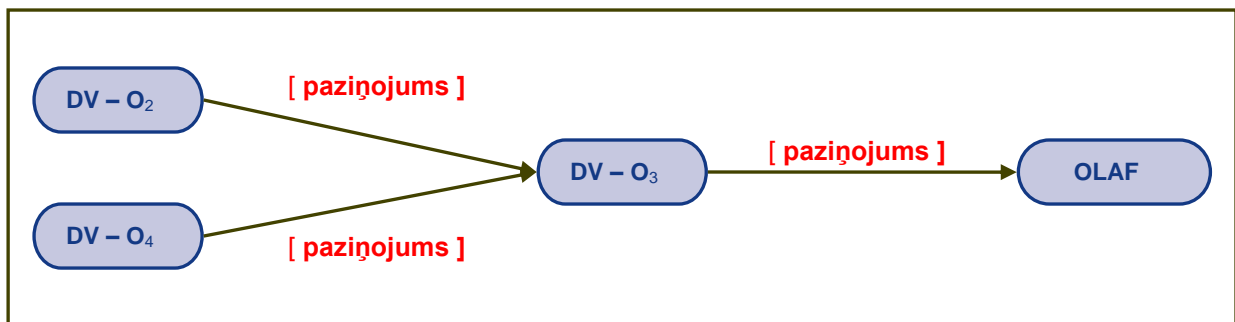 DV – O₂
[ paziņojums ]
DV – O₃
[ paziņojums ]
OLAF
DV – O₄
[ paziņojums ]